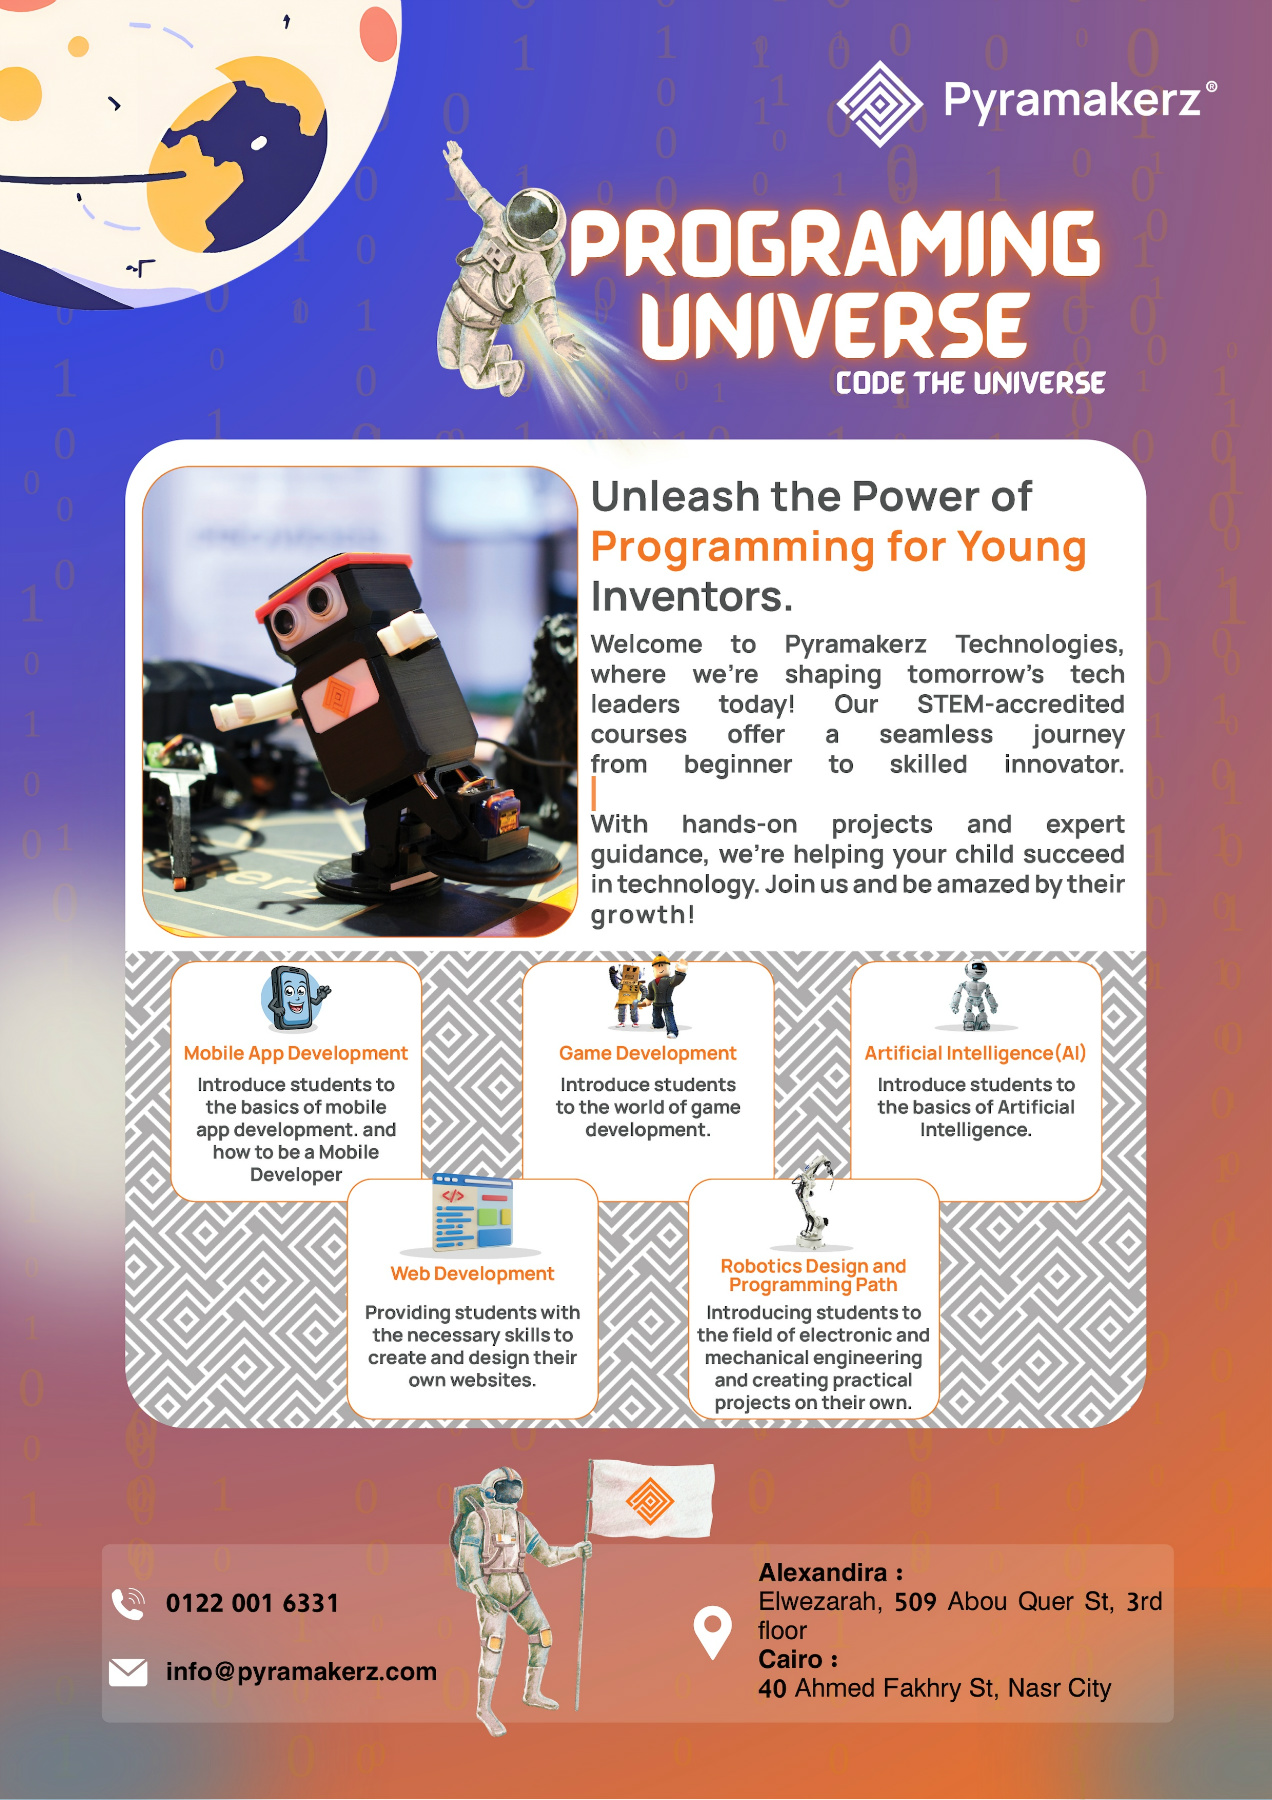 Pyramakerz®
PROGRAMING
UNIVERSE
CODE THE UNIVERSE
Unleash the Power of
Programming for Young
Inventors.
Welcome to Pyramakerz Technologies,
where we're shaping tomorrow's tech
leaders today! Our STEM-accredited
courses offer a seamless journey
from beginner to skilled innovator.
With hands-on projects and expert
guidance, we're helping your child succeed
in technology. Join us and be amazed by their
growth!
Mobile App Development
Introduce students to
the basics of mobile
app development. and
how to be a Mobile
Developer
Game Development
Introduce students
to the world of game
development.
Artificial Intelligence(AI)
Introduce students to
the basics of Artificial
Intelligence.
Web Development
Providing students with
the necessary skills to
create and design their
own websites.
Robotics Design and
Programming Path
Introducing students to
the field of electronic and
mechanical engineering
and creating practical
projects on their own.
0122 001 6331
info@pyramakerz.com
Alexandira :
Elwezarah, 509 Abou Quer St, 3rd
floor
Cairo :
40 Ahmed Fakhry St, Nasr City